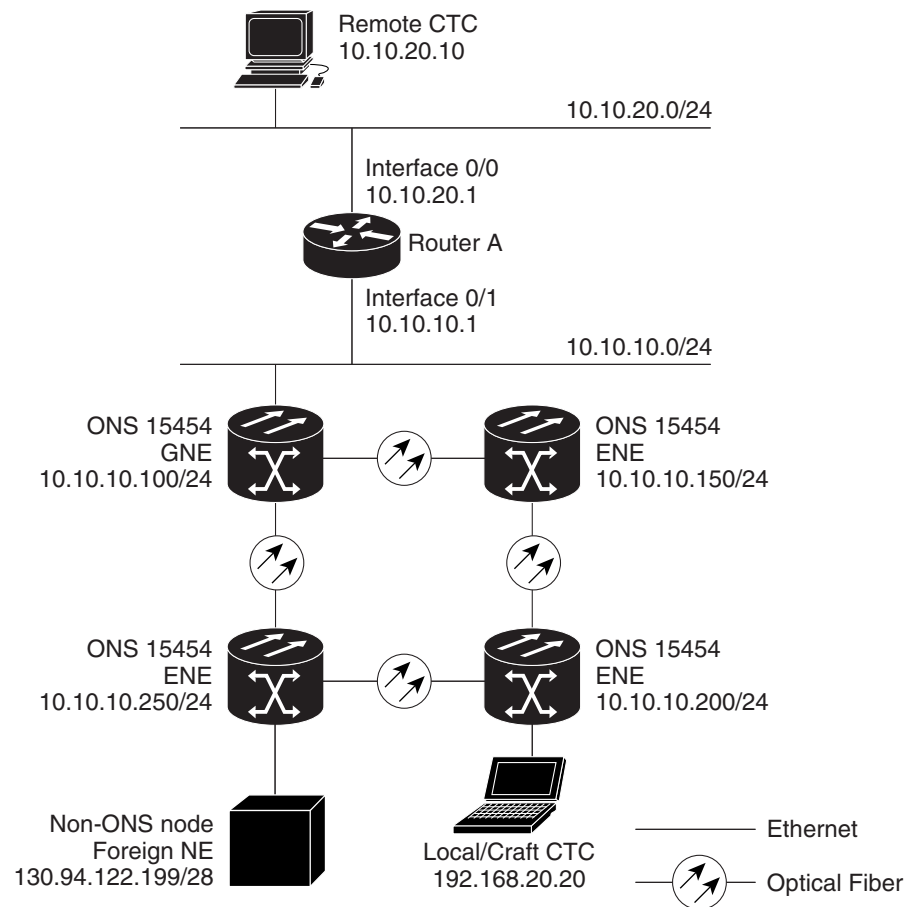 Remote CTC
10.10.20.10
10.10.20.0/24
Interface 0/0
10.10.20.1
Router A
Interface 0/1
10.10.10.1
10.10.10.0/24
ONS 15454
GNE
10.10.10.100/24
ONS 15454
ENE
10.10.10.150/24
ONS 15454
ENE
10.10.10.250/24
ONS 15454
ENE
10.10.10.200/24
Non-ONS node
Foreign NE
130.94.122.199/28
Local/Craft CTC
192.168.20.20
Ethernet
Optical Fiber